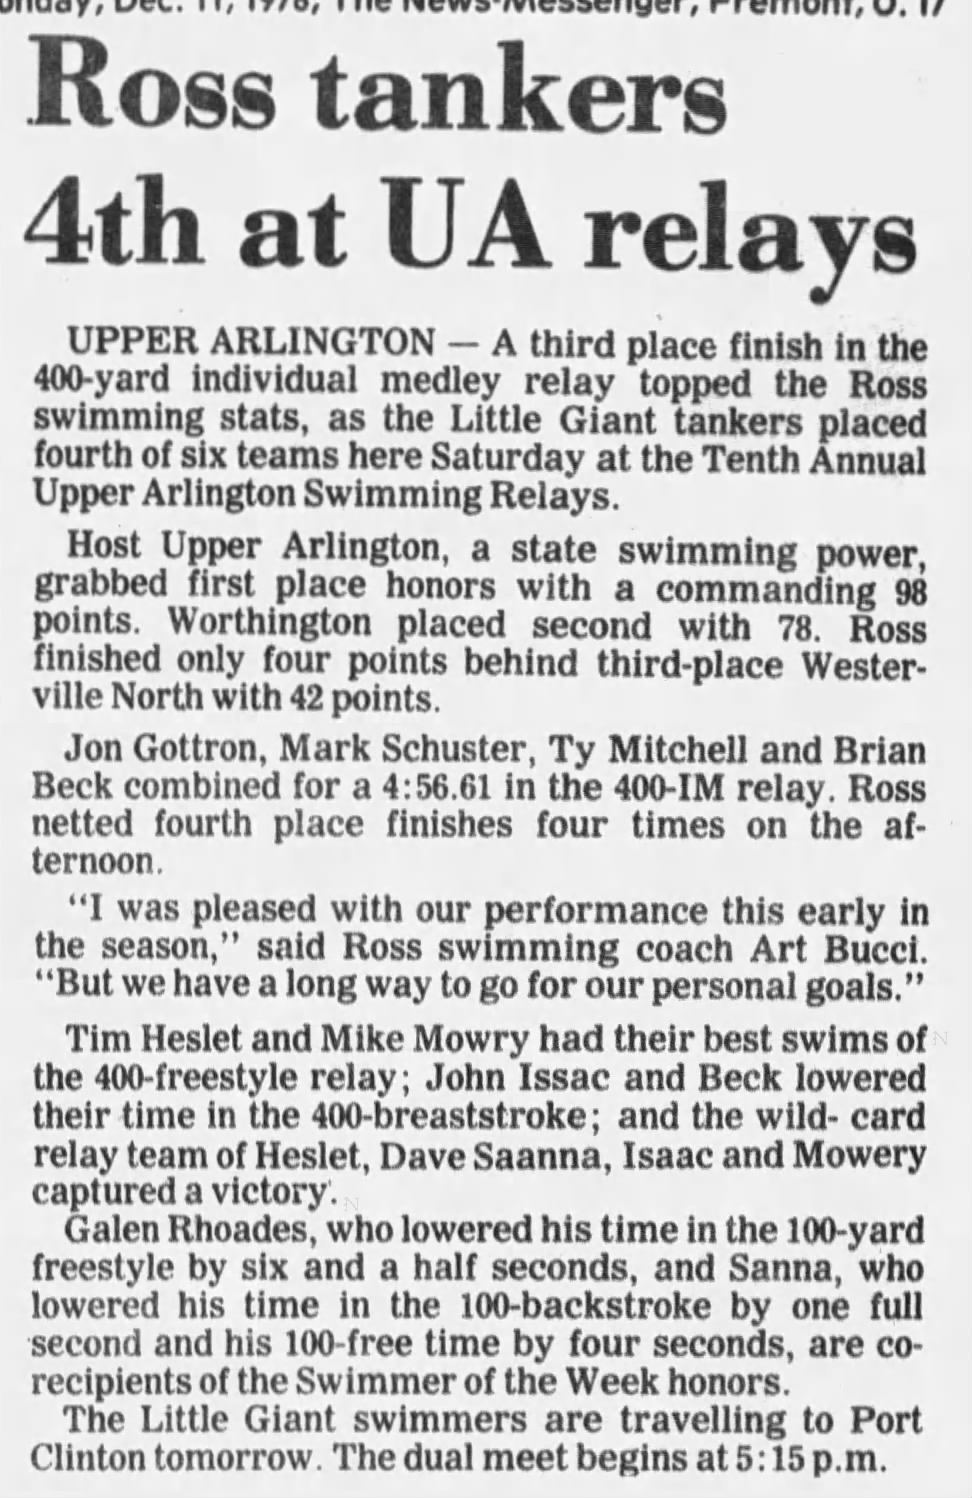 Dec. 11, 1978, The News-Messenger, Fremont, O. 17
Ross tankers
4th at UA relays
UPPER ARLINGTON — A third place finish in the
400-yard individual medley relay topped the Ross
swimming stats, as the Little Giant tankers placed
fourth of six teams here Saturday at the Tenth Annual
Upper Arlington Swimming Relays.
Host Upper Arlington, a state swimming power,
grabbed first place honors with a commanding 98
points. Worthington placed second with 78. Ross
finished only four points behind third-place Wester-
ville North with 42 points.
Jon Gottron, Mark Schuster, Ty Mitchell and Brian
Beck combined for a 4:56.61 in the 400-IM relay. Ross
netted fourth place finishes four times on the af-
ternoon.
"I was pleased with our performance this early in
the season," said Ross swimming coach Art Bucci.
"But we have a long way to go for our personal goals."
Tim Heslet and Mike Mowry had their best swims of
the 400-freestyle relay; John Issac and Beck lowered
their time in the 400-breaststroke; and the wild- card
relay team of Heslet, Dave Saanna, Isaac and Mowery
captured a victory.
Galen Rhoades, who lowered his time in the 100-yard
freestyle by six and a half seconds, and Sanna, who
lowered his time in the 100-backstroke by one full
second and his 100-free time by four seconds, are co-
recipients of the Swimmer of the Week honors.
The Little Giant swimmers are travelling to Port
Clinton tomorrow. The dual meet begins at 5:15 p.m.